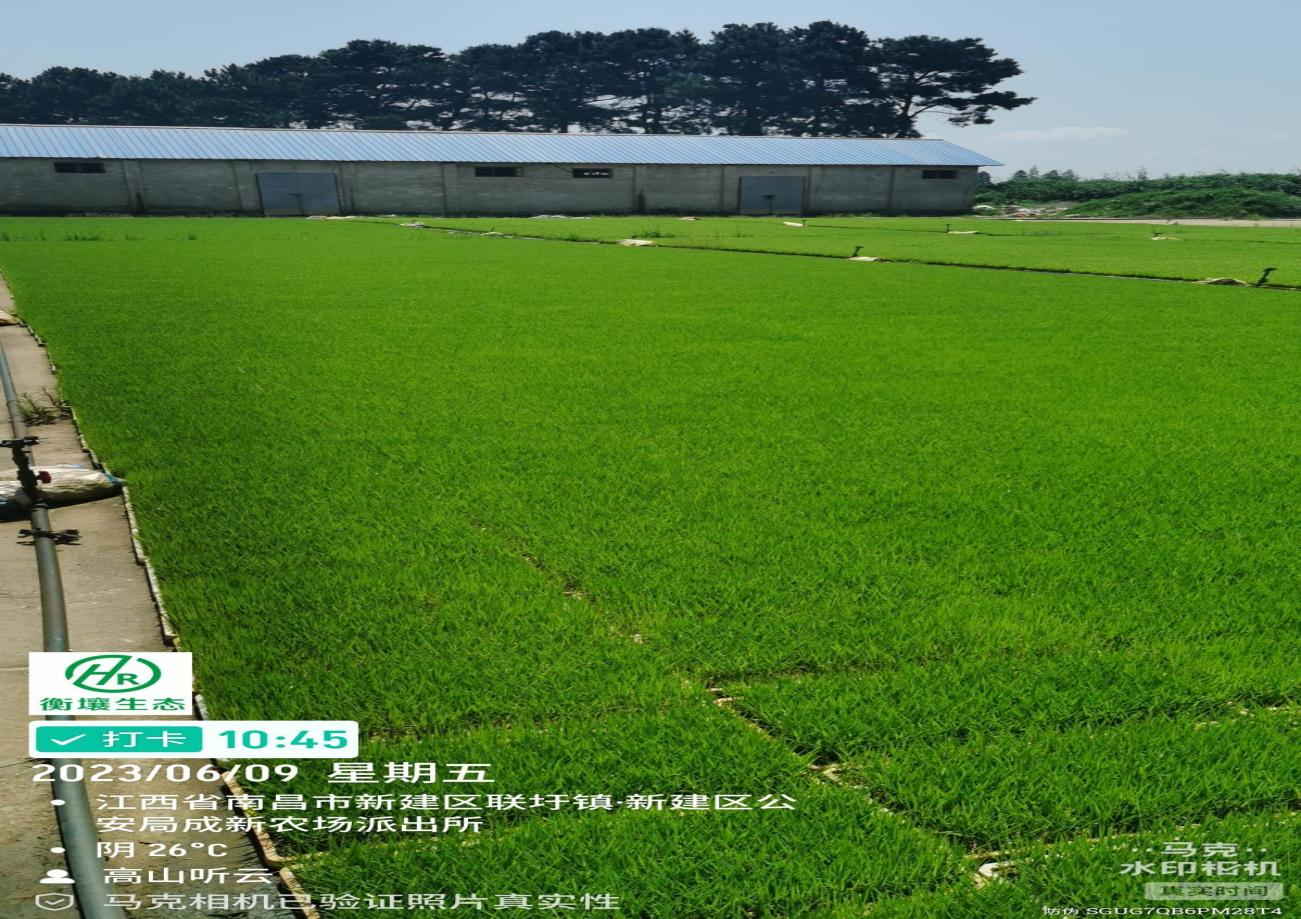 HR
衡壤生态
打卡 10:45
2023/06/09 星期五
江西省南昌市新建区联圩镇·新建区公
安局成新农场派出所
阴 26°C
高山听云
马克相机已验证照片真实性
马克
水印相机
真实时间
防伪 SGUG7QB6PM28T4